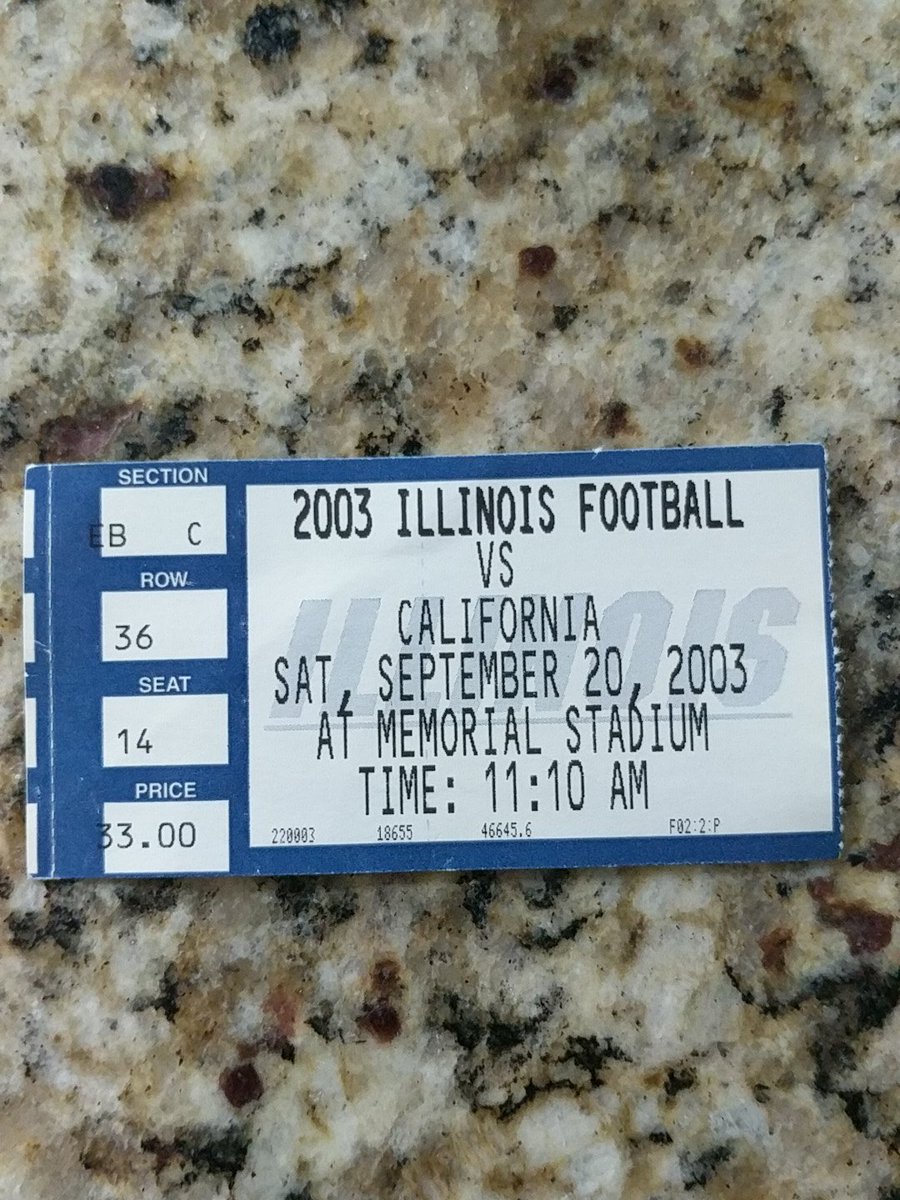 SECTION
EB C
ROW
36
SEAT
14
PRICE
33.00
2003 ILLINOIS FOOTBALL
VS
CALIFORNIA
SAT, SEPTEMBER 20, 2003
AT MEMORIAL STADIUM
TIME: 11:10 AM
220003 18655 46645.6 F02:2:P
ILLINOIS